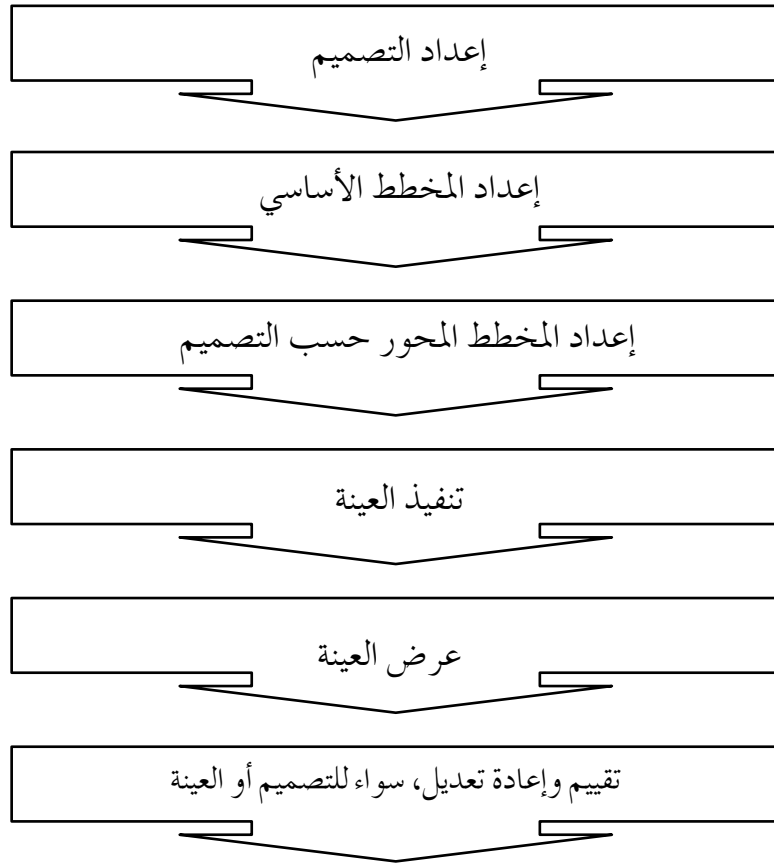 إعداد التصميم
إعداد المخطط الأساسي
إعداد المخطط المحور حسب التصميم
تنفيذ العينة
عرض العينة
تقييم وإعادة تعديل، سواء للتصميم أو العينة